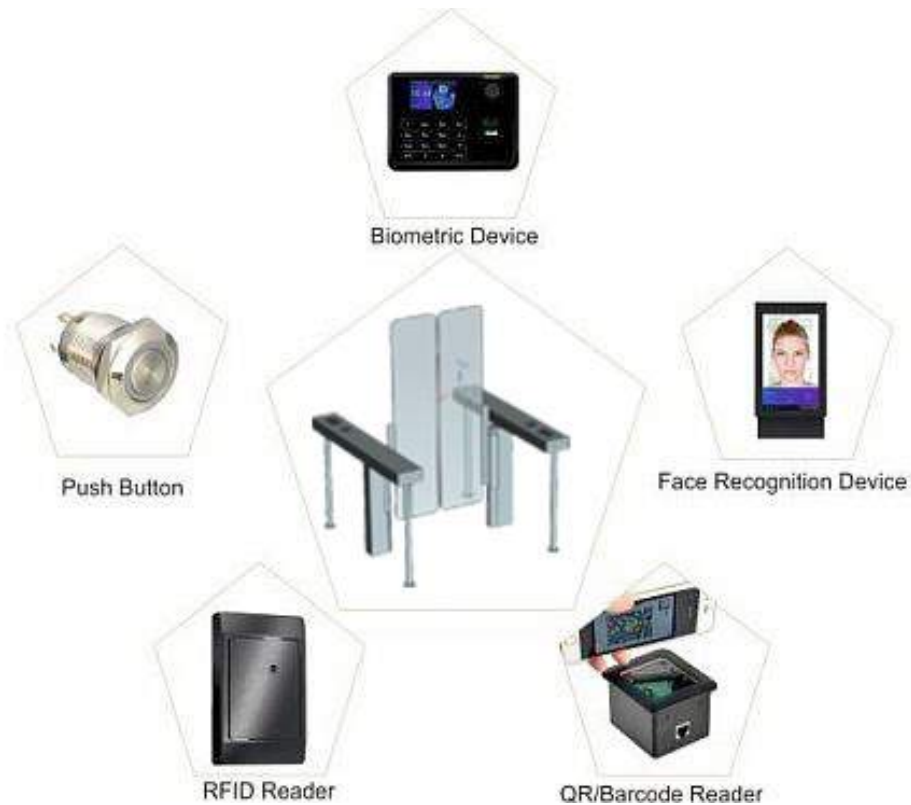 Biometric Device
Push Button
Face Recognition Device
RFID Reader
QR/Barcode Reader